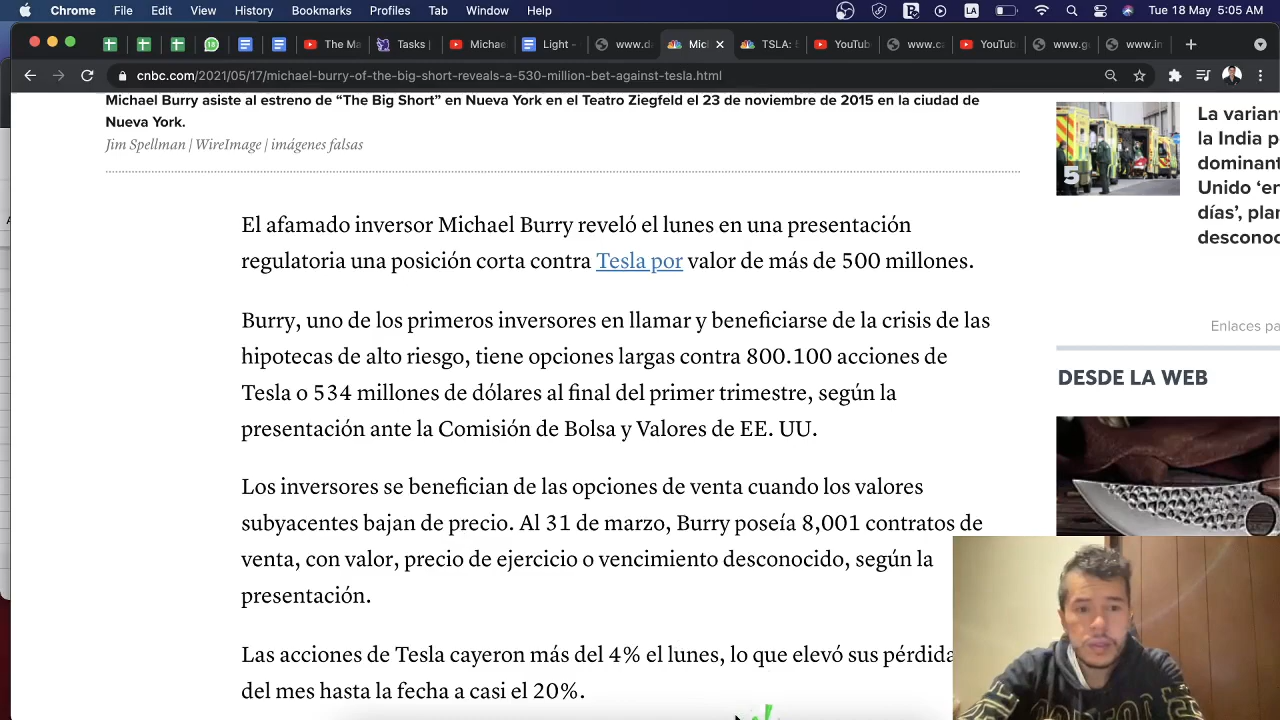 Chrome File Edit View History Bookmarks Profiles Tab Window Help LA Tue 18 May 5:05 AM
The Ma Tasks | Michae Light - www.d Mic TSLA: YouTub www.c YouTub www.g www.in
cnbc.com/2021/05/17/michael-burry-of-the-big-short-reveals-a-530-million-bet-against-tesla.html
Michael Burry asiste al estreno de “The Big Short” en Nueva York en el Teatro Ziegfeld el 23 de noviembre de 2015 en la ciudad de
Nueva York.
Jim Spellman | WireImage | imágenes falsas
El afamado inversor Michael Burry reveló el lunes en una presentación
regulatoria una posición corta contra Tesla por valor de más de 500 millones.
Burry, uno de los primeros inversores en llamar y beneficiarse de la crisis de las
hipotecas de alto riesgo, tiene opciones largas contra 800.100 acciones de
Tesla o 534 millones de dólares al final del primer trimestre, según la
presentación ante la Comisión de Bolsa y Valores de EE. UU.
Los inversores se benefician de las opciones de venta cuando los valores
subyacentes bajan de precio. Al 31 de marzo, Burry poseía 8,001 contratos de
venta, con valor, precio de ejercicio o vencimiento desconocido, según la
presentación.
Las acciones de Tesla cayeron más del 4% el lunes, lo que elevó sus pérdida
del mes hasta la fecha a casi el 20%.
5
La varian
la India p
dominant
Unido ‘en
días’, plan
desconoc
Enlaces pa
DESDE LA WEB